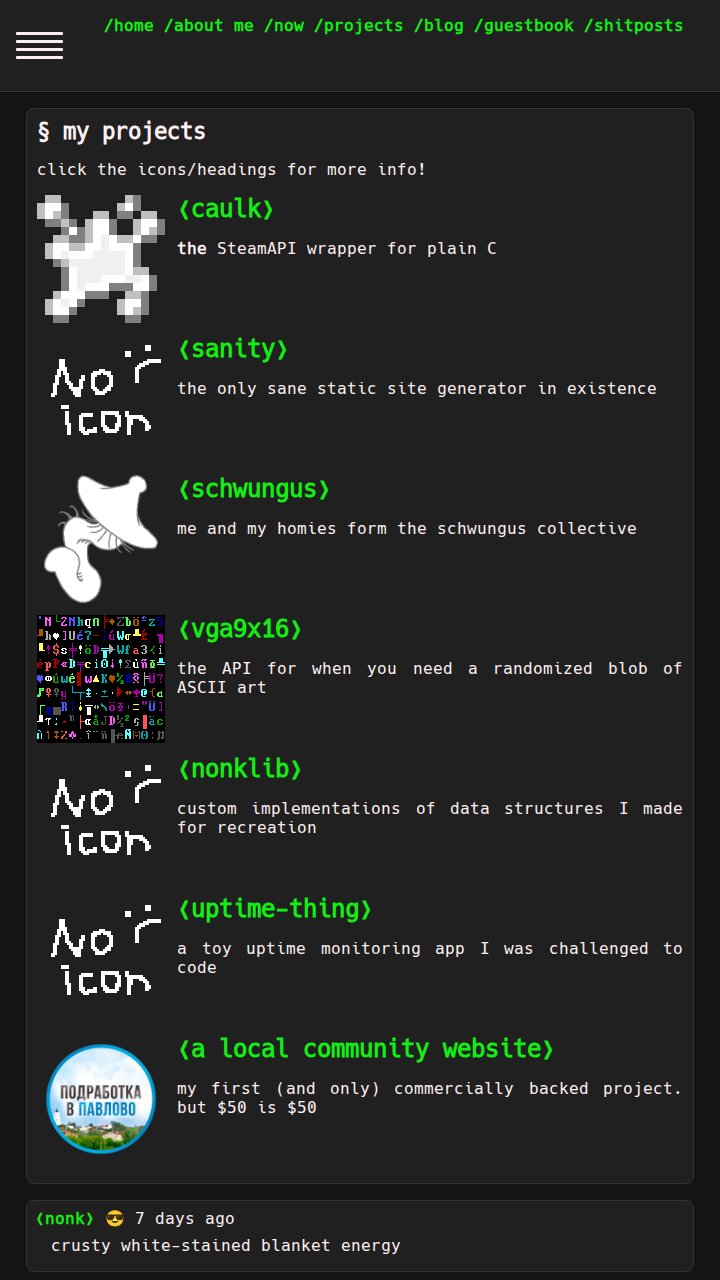 /home /about me /now /projects /blog /guestbook /shitposts
§ my projects
click the icons/headings for more info!
❬caulk❭
the SteamAPI wrapper for plain C
No :(
icon
❬sanity❭
the only sane static site generator in existence
❬schwungus❭
me and my homies form the schwungus collective
❬vga9x16❭
the API for when you need a randomized blob of
ASCII art
No :(
icon
❬nonklib❭
custom implementations of data structures I made
for recreation
No :(
icon
❬uptime-thing❭
a toy uptime monitoring app I was challenged to
code
ПОДРАБОТКА
В ПАВЛОВО
❬a local community website❭
my first (and only) commercially backed project.
but $50 is $50
❬nonk❭ 😎 7 days ago
crusty white-stained blanket energy